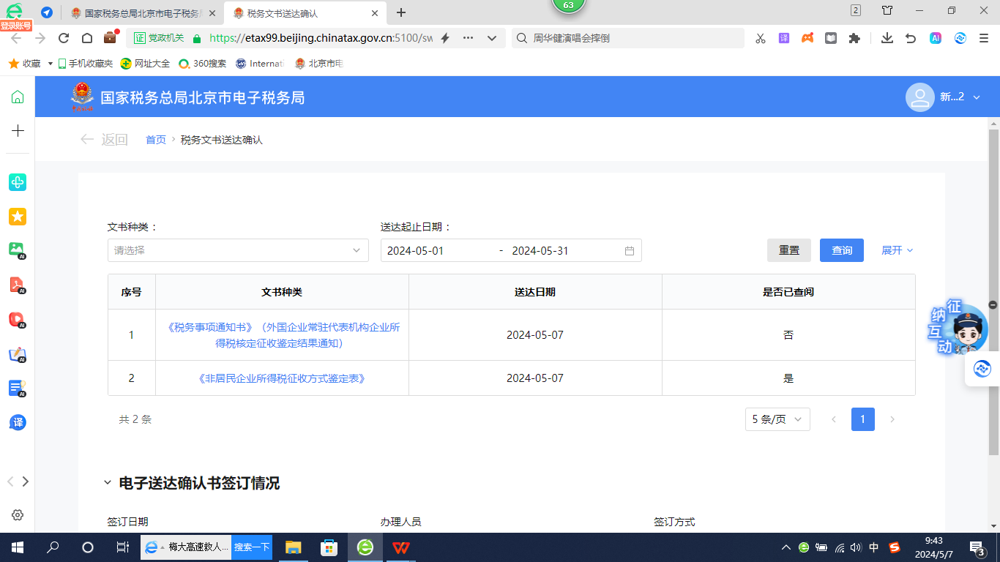 63
2
登录账号
国家税务总局北京市电子税务局
税务文书送达确认
证 党政机关
https://etax99.beijing.chinatax.gov.cn:5100/sw
周华健演唱会摔倒
译
AI
收藏
手机收藏夹
网址大全
360搜索
Internati
北京市电
国家税务总局北京市电子税务局
新...2
返回
首页 > 税务文书送达确认
文书种类：
送达起止日期：
请选择
2024-05-01 - 2024-05-31
重置
查询
展开
序号 文书种类 送达日期 是否已查阅
1 《税务事项通知书》（外国企业常驻代表机构企业所
得税核定征收鉴定结果通知） 2024-05-07 否
2 《非居民企业所得税征收方式鉴定表》 2024-05-07 是
共 2 条
5 条/页
1
征
纳
互
动
AI
AI
AI
AI
AI
译
电子送达确认书签订情况
签订日期 办理人员 签订方式
梅大高速救人...
搜索一下
中
9:43
2024/5/7
3